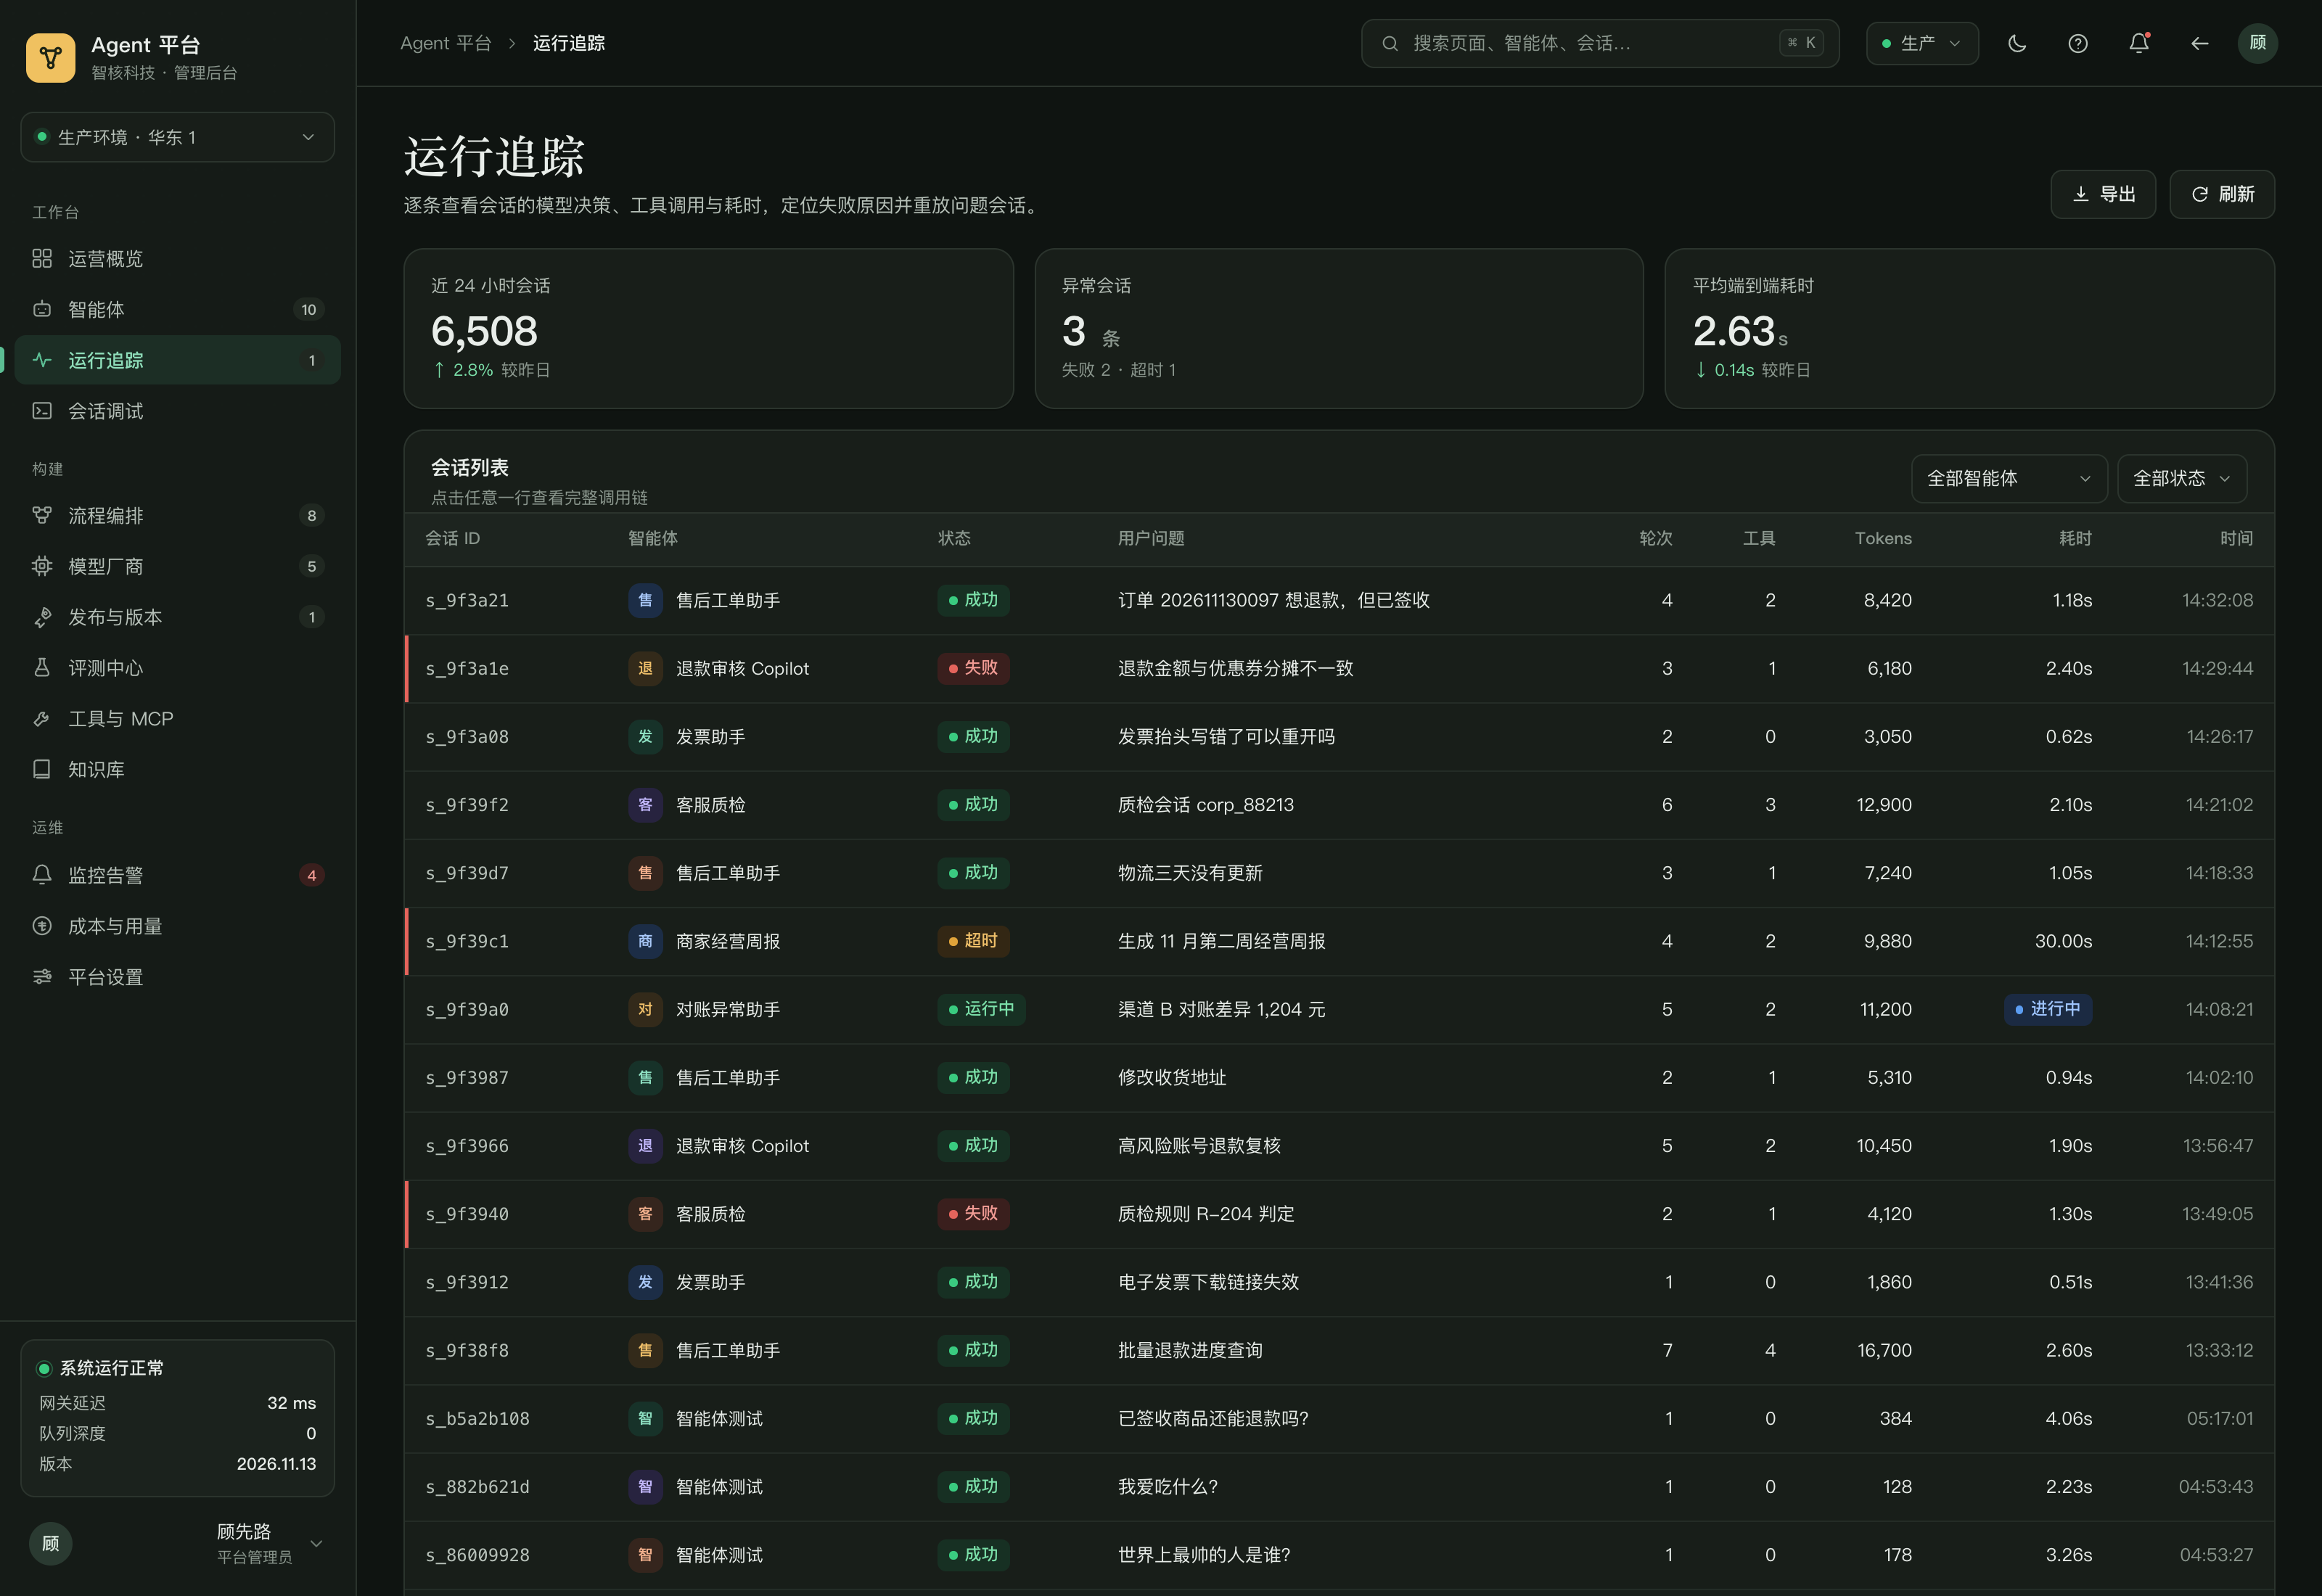 Agent 平台
智核科技 · 管理后台
生产环境 · 华东 1
工作台
运营概览
智能体 10
运行追踪 1
会话调试
构建
流程编排 8
模型厂商 5
发布与版本 1
评测中心
工具与 MCP
知识库
运维
监控告警 4
成本与用量
平台设置
系统运行正常
网关延迟 32 ms
队列深度 0
版本 2026.11.13
顾 顾先路
平台管理员
Agent 平台 › 运行追踪
搜索页面、智能体、会话… ⌘ K
生产
顾
运行追踪
逐条查看会话的模型决策、工具调用与耗时，定位失败原因并重放问题会话。
导出
刷新
近 24 小时会话
6,508
↑ 2.8% 较昨日
异常会话
3 条
失败 2 · 超时 1
平均端到端耗时
2.63s
↓ 0.14s 较昨日
会话列表
点击任意一行查看完整调用链
全部智能体
全部状态
会话 ID 智能体 状态 用户问题 轮次 工具 Tokens 耗时 时间
s_9f3a21 售 售后工单助手 成功 订单 202611130097 想退款，但已签收 4 2 8,420 1.18s 14:32:08
s_9f3a1e 退 退款审核 Copilot 失败 退款金额与优惠券分摊不一致 3 1 6,180 2.40s 14:29:44
s_9f3a08 发 发票助手 成功 发票抬头写错了可以重开吗 2 0 3,050 0.62s 14:26:17
s_9f39f2 客 客服质检 成功 质检会话 corp_88213 6 3 12,900 2.10s 14:21:02
s_9f39d7 售 售后工单助手 成功 物流三天没有更新 3 1 7,240 1.05s 14:18:33
s_9f39c1 商 商家经营周报 超时 生成 11 月第二周经营周报 4 2 9,880 30.00s 14:12:55
s_9f39a0 对 对账异常助手 运行中 渠道 B 对账差异 1,204 元 5 2 11,200 进行中 14:08:21
s_9f3987 售 售后工单助手 成功 修改收货地址 2 1 5,310 0.94s 14:02:10
s_9f3966 退 退款审核 Copilot 成功 高风险账号退款复核 5 2 10,450 1.90s 13:56:47
s_9f3940 客 客服质检 失败 质检规则 R-204 判定 2 1 4,120 1.30s 13:49:05
s_9f3912 发 发票助手 成功 电子发票下载链接失效 1 0 1,860 0.51s 13:41:36
s_9f38f8 售 售后工单助手 成功 批量退款进度查询 7 4 16,700 2.60s 13:33:12
s_b5a2b108 智 智能体测试 成功 已签收商品还能退款吗? 1 0 384 4.06s 05:17:01
s_882b621d 智 智能体测试 成功 我爱吃什么? 1 0 128 2.23s 04:53:43
s_86009928 智 智能体测试 成功 世界上最帅的人是谁? 1 0 178 3.26s 04:53:27